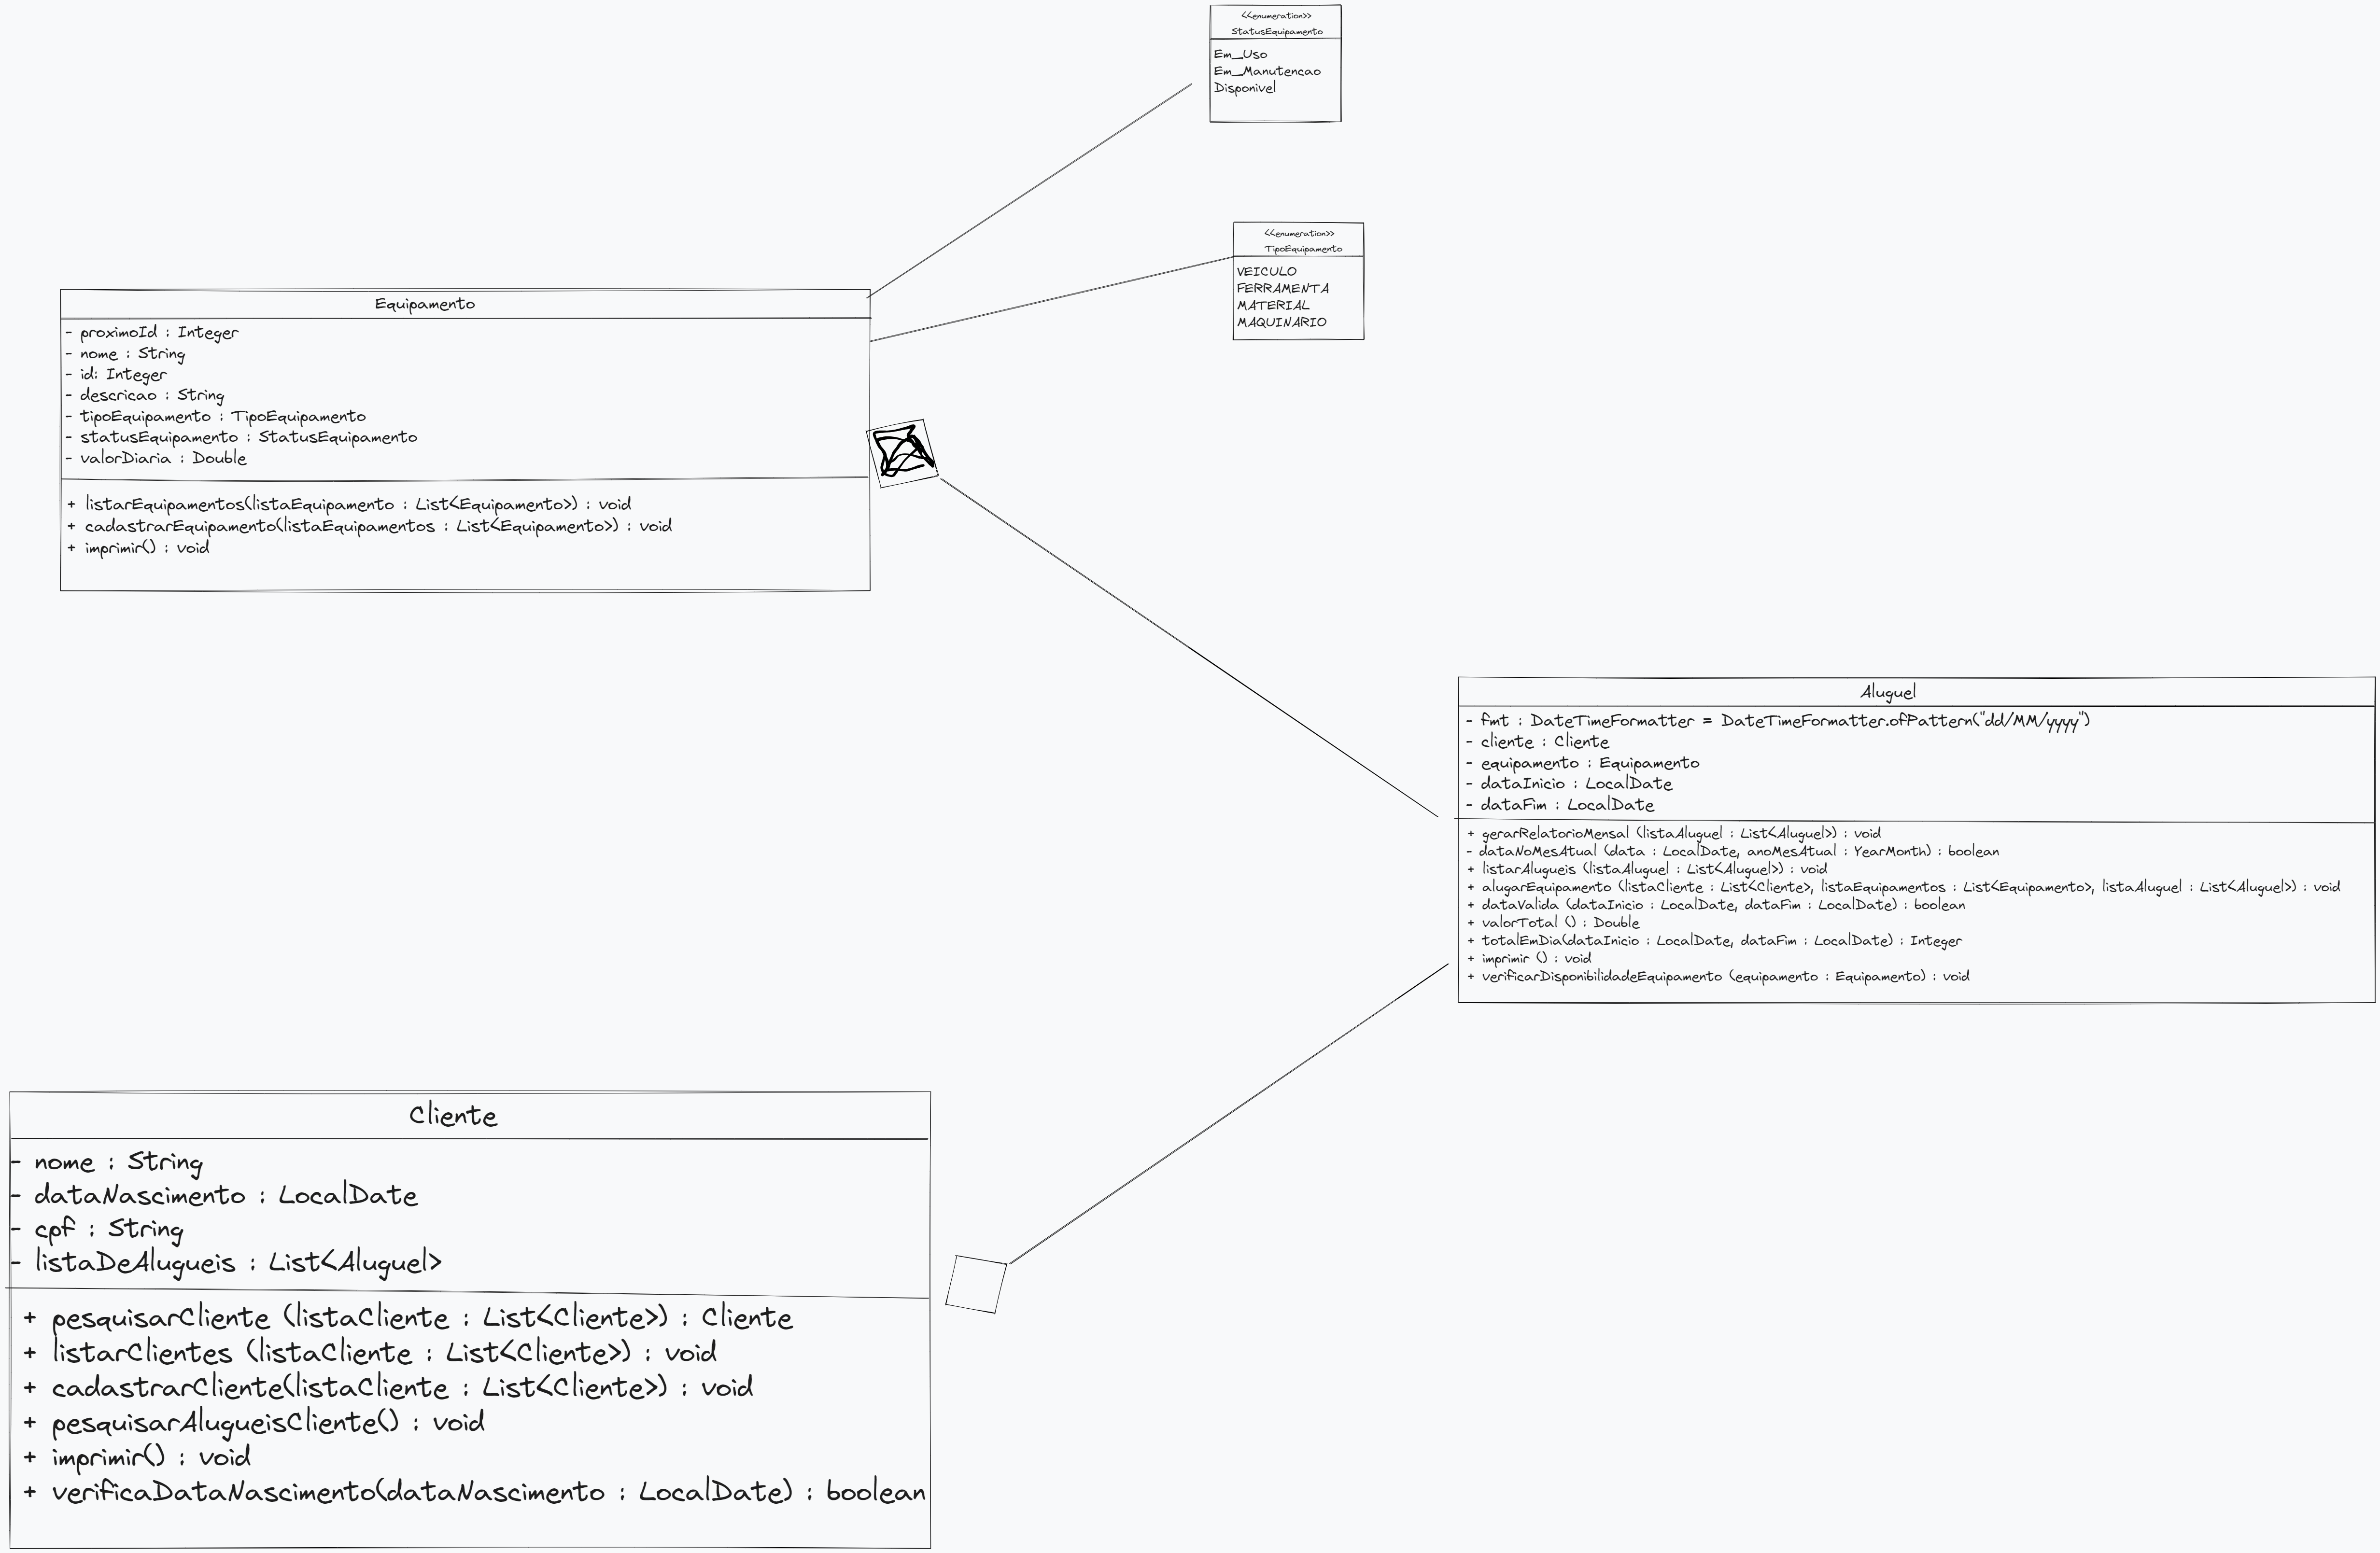 <<enumeration>>
StatusEquipamento
Em_Uso
Em_Manutencao
Disponivel
<<enumeration>>
TipoEquipamento
VEICULO
FERRAMENTA
MATERIAL
MAQUINARIO
Equipamento
- proximoId : Integer
- nome : String
- id: Integer
- descricao : String
- tipoEquipamento : TipoEquipamento
- statusEquipamento : StatusEquipamento
- valorDiaria : Double
+ listarEquipamentos(listaEquipamento : List<Equipamento>) : void
+ cadastrarEquipamento(listaEquipamentos : List<Equipamento>) : void
+ imprimir() : void
Aluguel
- fmt : DateTimeFormatter = DateTimeFormatter.ofPattern("dd/MM/yyyy")
- cliente : Cliente
- equipamento : Equipamento
- dataInicio : LocalDate
- dataFim : LocalDate
+ gerarRelatorioMensal (listaAluguel : List<Aluguel>) : void
- dataNoMesAtual (data : LocalDate, anoMesAtual : YearMonth) : boolean
+ listarAlugueis (listaAluguel : List<Aluguel>) : void
+ alugarEquipamento (listaCliente : List<Cliente>, listaEquipamentos : List<Equipamento>, listaAluguel : List<Aluguel>) : void
+ dataValida (dataInicio : LocalDate, dataFim : LocalDate) : boolean
+ valorTotal () : Double
+ totalEmDia(dataInicio : LocalDate, dataFim : LocalDate) : Integer
+ imprimir () : void
+ verificarDisponibilidadeEquipamento (equipamento : Equipamento) : void
Cliente
- nome : String
- dataNascimento : LocalDate
- cpf : String
- listaDeAlugueis : List<Aluguel>
+ pesquisarCliente (listaCliente : List<Cliente>) : Cliente
+ listarClientes (listaCliente : List<Cliente>) : void
+ cadastrarCliente(listaCliente : List<Cliente>) : void
+ pesquisarAlugueisCliente() : void
+ imprimir() : void
+ verificaDataNascimento(dataNascimento : LocalDate) : boolean